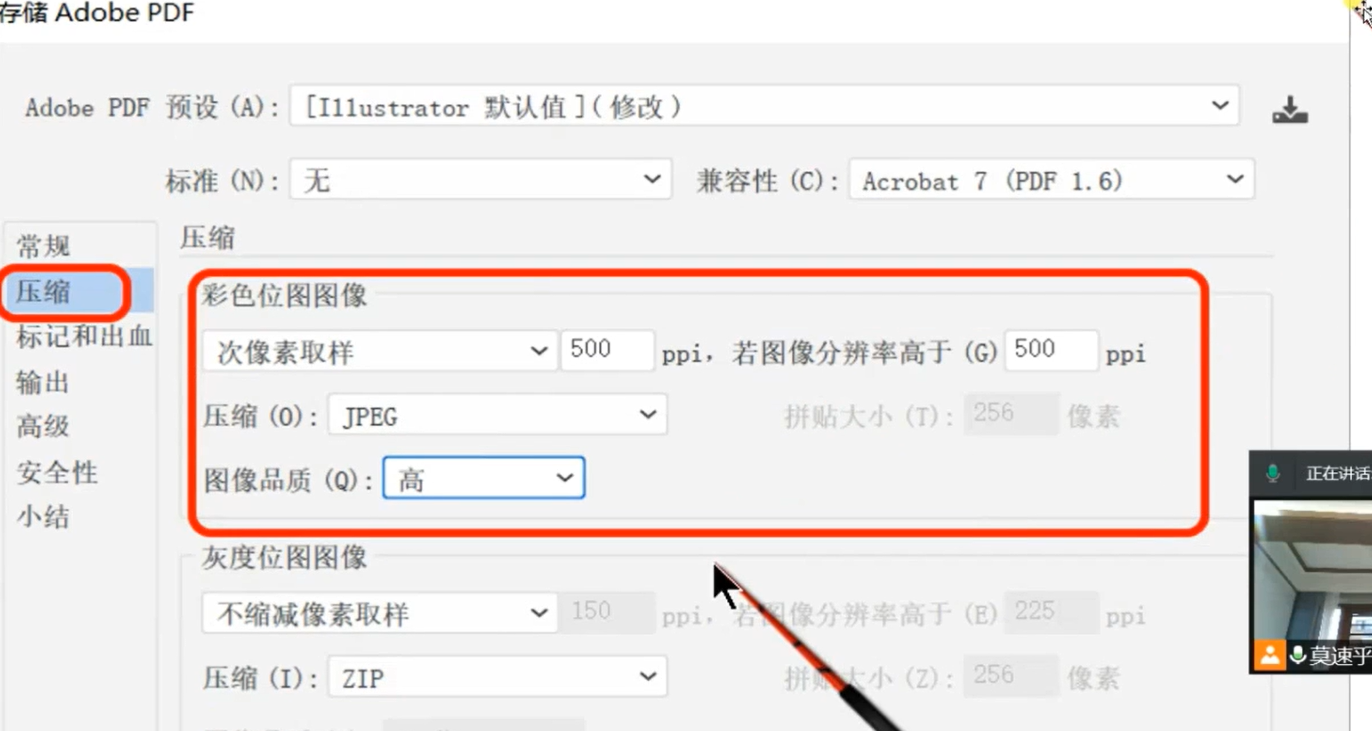 存储 Adobe PDF
Adobe PDF 预设 (A): [Illustrator 默认值](修改)
标准 (N): 无 兼容性 (C): Acrobat 7 (PDF 1.6)
常规
压缩
标记和出血
输出
高级
安全性
小结
压缩
彩色位图图像
次像素取样 500 ppi, 若图像分辨率高于 (G) 500 ppi
压缩 (O): JPEG 拼贴大小 (T): 256 像素
图像品质 (Q): 高
灰度位图图像
不缩减像素取样 150 ppi, 若图像分辨率高于 (E) 225 ppi
压缩 (I): ZIP 拼贴大小 (Z): 256 像素
正在讲话
莫速乎